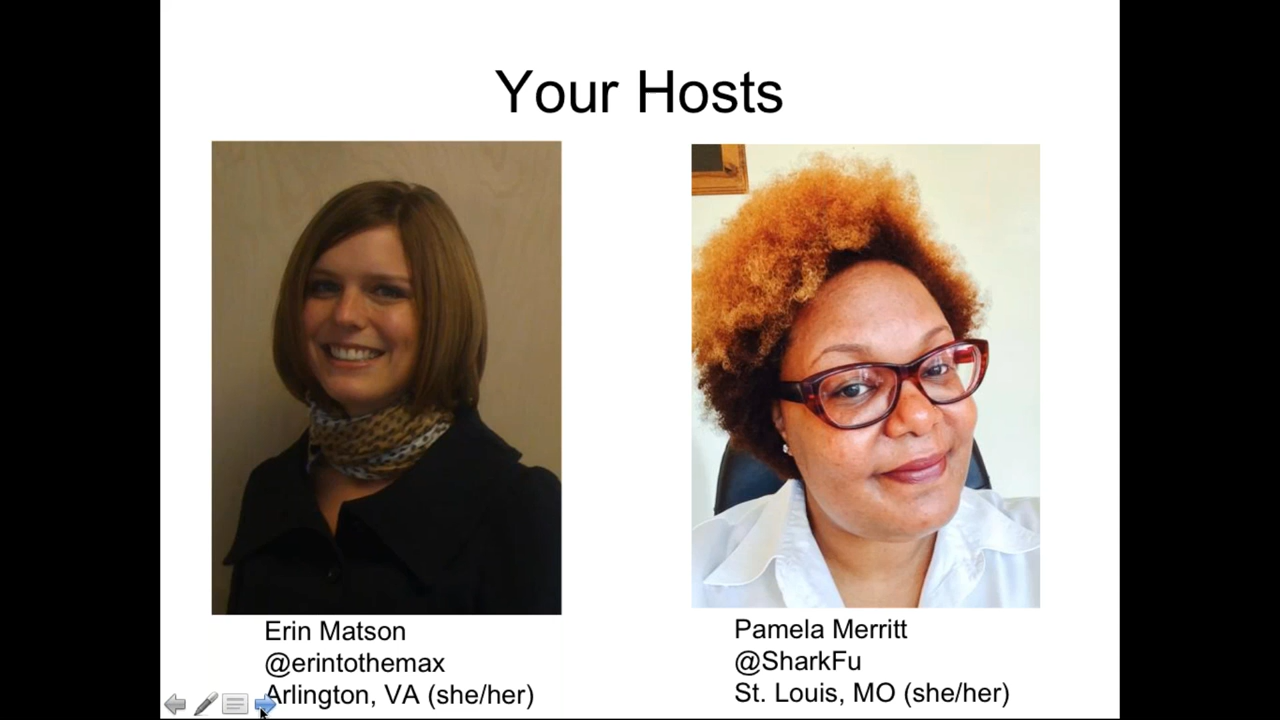 Your Hosts
Erin Matson
@erintothemax
Arlington, VA (she/her)
Pamela Merritt
@SharkFu
St. Louis, MO (she/her)